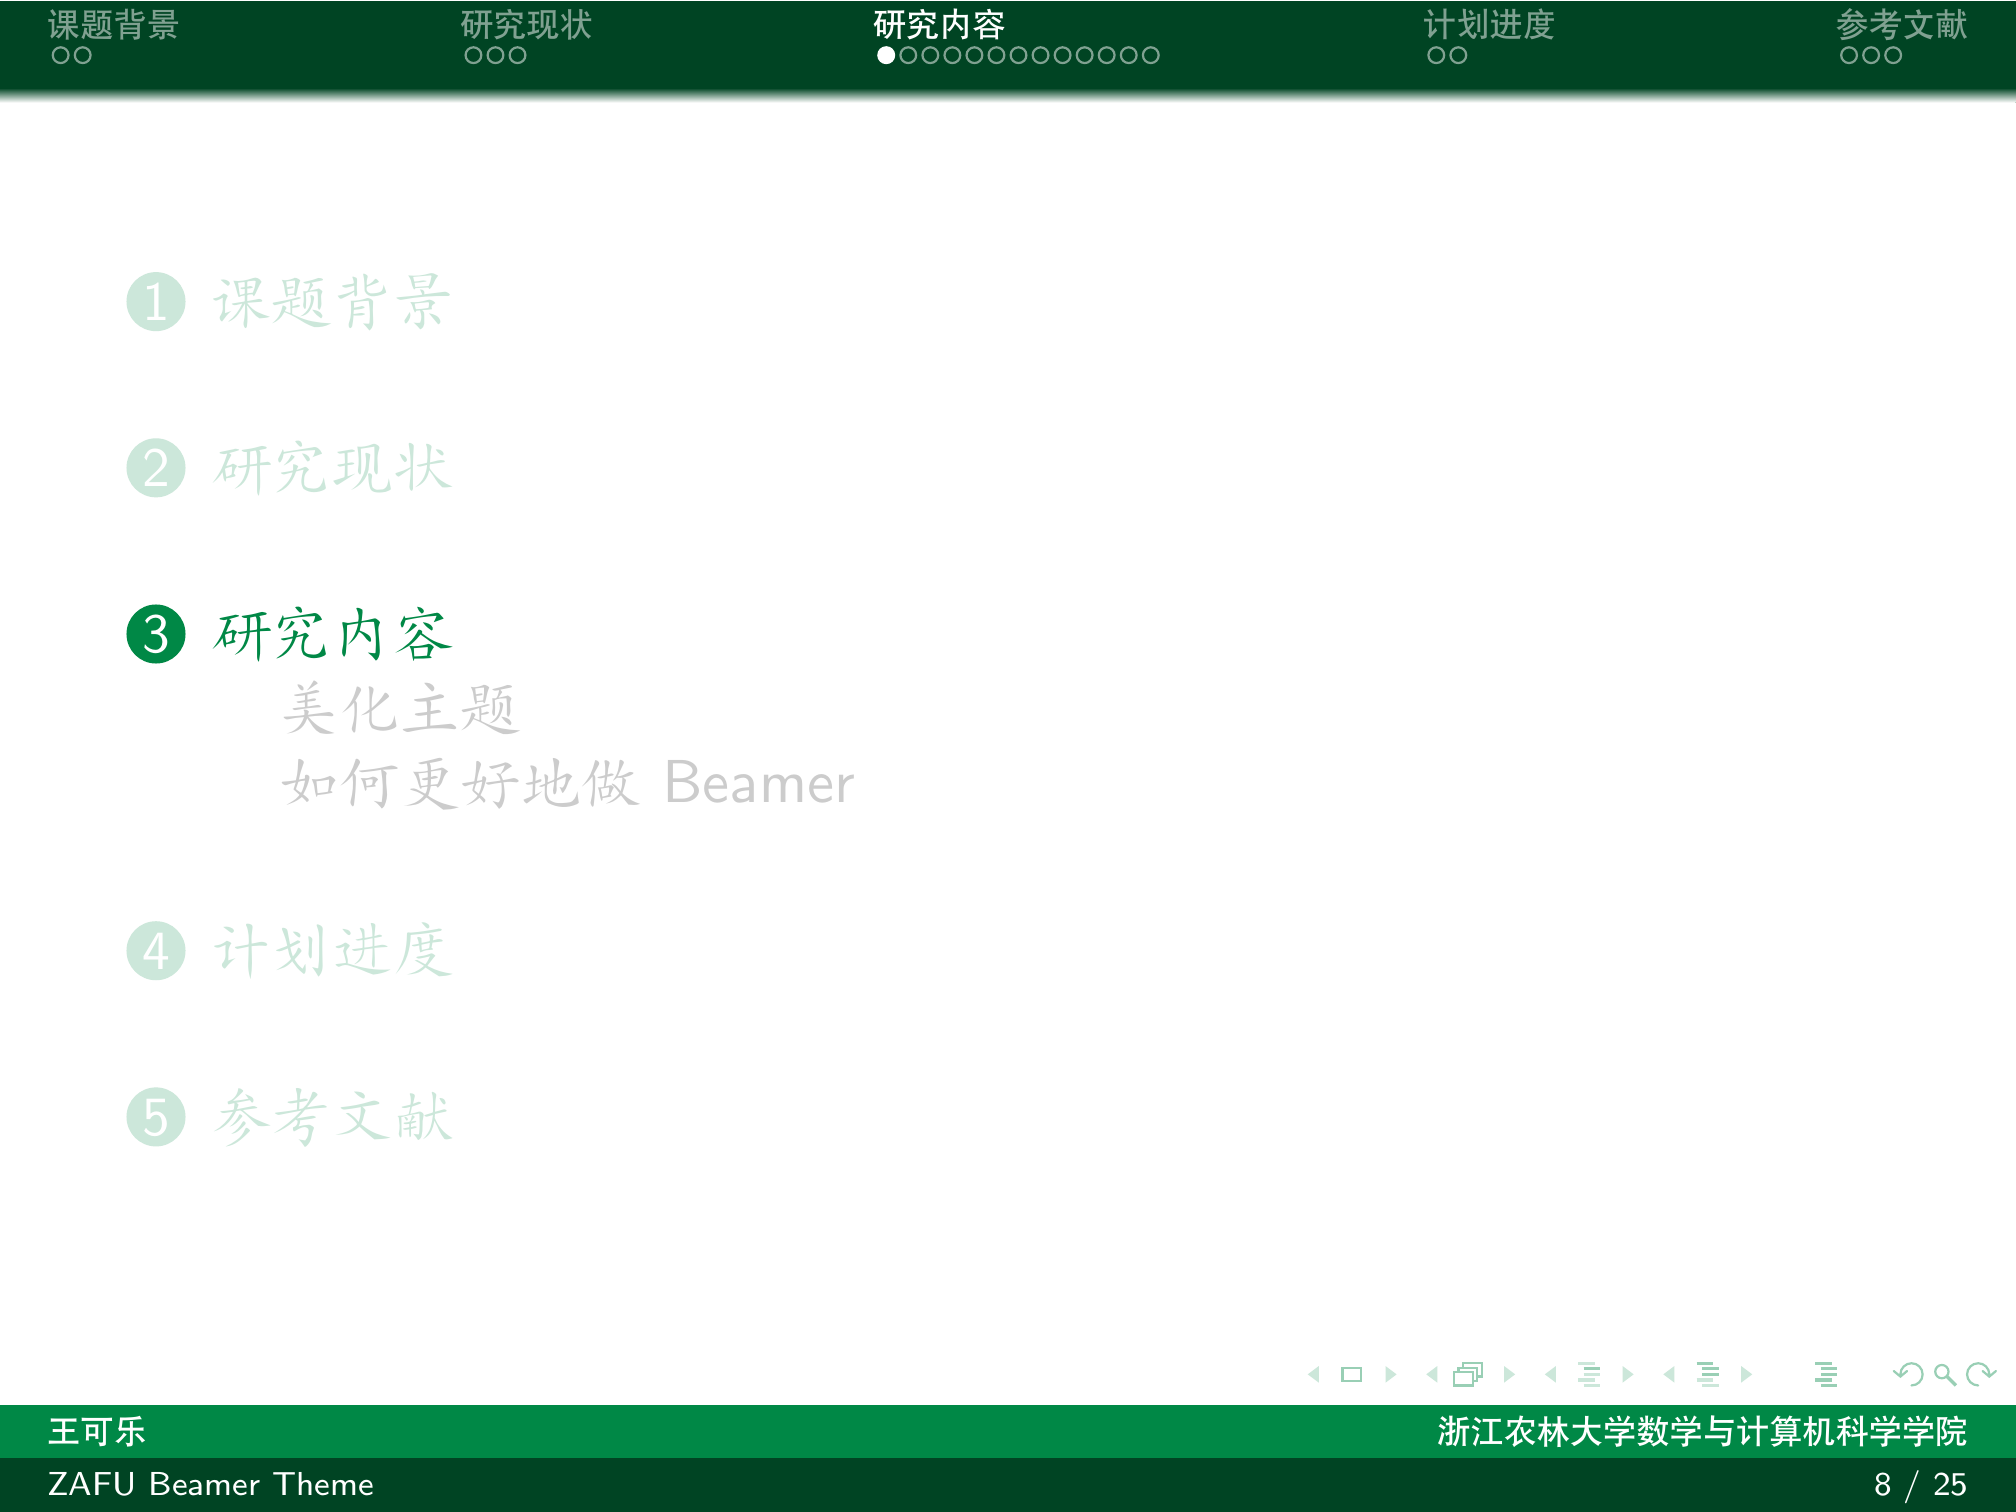 课题背景 研究现状 研究内容 计划进度 参考文献
1 课题背景
2 研究现状
3 研究内容
美化主题
如何更好地做 Beamer
4 计划进度
5 参考文献
王可乐 浙江农林大学数学与计算机科学学院
ZAFU Beamer Theme 8 / 25